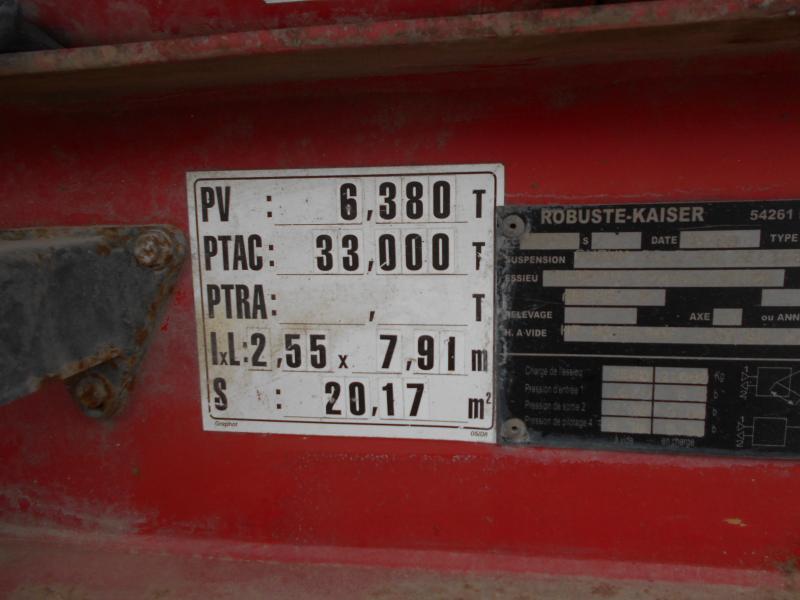 PV : 6,380 T
PTAC: 33,000 T
PTRA: , T
lxL: 2,55 x 7,91 m
S : 20,17 m²
Graphot 05/08
ROBUSTE-KAISER 54261
S DATE TYPE
SUSPENSION
ESSIEU
RELEVAGE AXE ou ANN
H. A VIDE
Charge de l'essieu Kg
Pression d'entrée 1 b
Pression de sortie 2 b
Pression de pilotage 4 b
A vide en charge